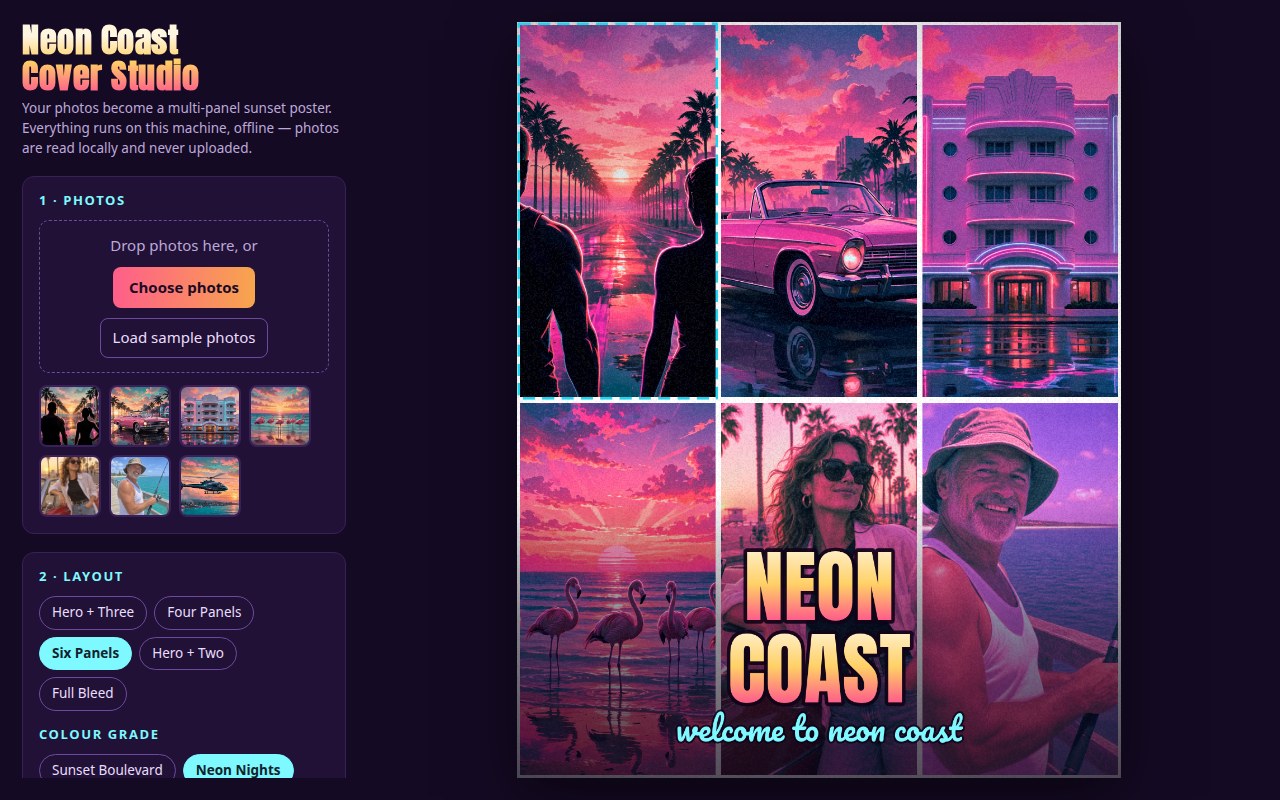 Neon Coast
Cover Studio
Your photos become a multi-panel sunset poster.
Everything runs on this machine, offline — photos
are read locally and never uploaded.
1 · PHOTOS
Drop photos here, or
Choose photos
Load sample photos
2 · LAYOUT
Hero + Three
Four Panels
Six Panels
Hero + Two
Full Bleed
COLOUR GRADE
Sunset Boulevard
Neon Nights
NEON
COAST
welcome to neon coast